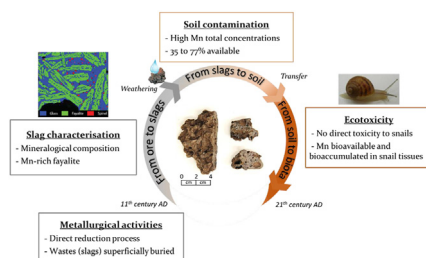 Soil contamination
- High Mn total concentrations
- 35 to 77% available
From slags to soil
Weathering
Transfer
Glass Fayalite Spinel
Slag characterisation
- Mineralogical composition
- Mn-rich fayalite
From ore to slags
0 2 4
cm cm
From soil to biota
Ecotoxicity
- No direct toxicity to snails
- Mn bioavailable and
bioaccumulated in snail tissues
11th century AD
21th century AD
Metallurgical activities
- Direct reduction process
- Wastes (slags) superficially buried